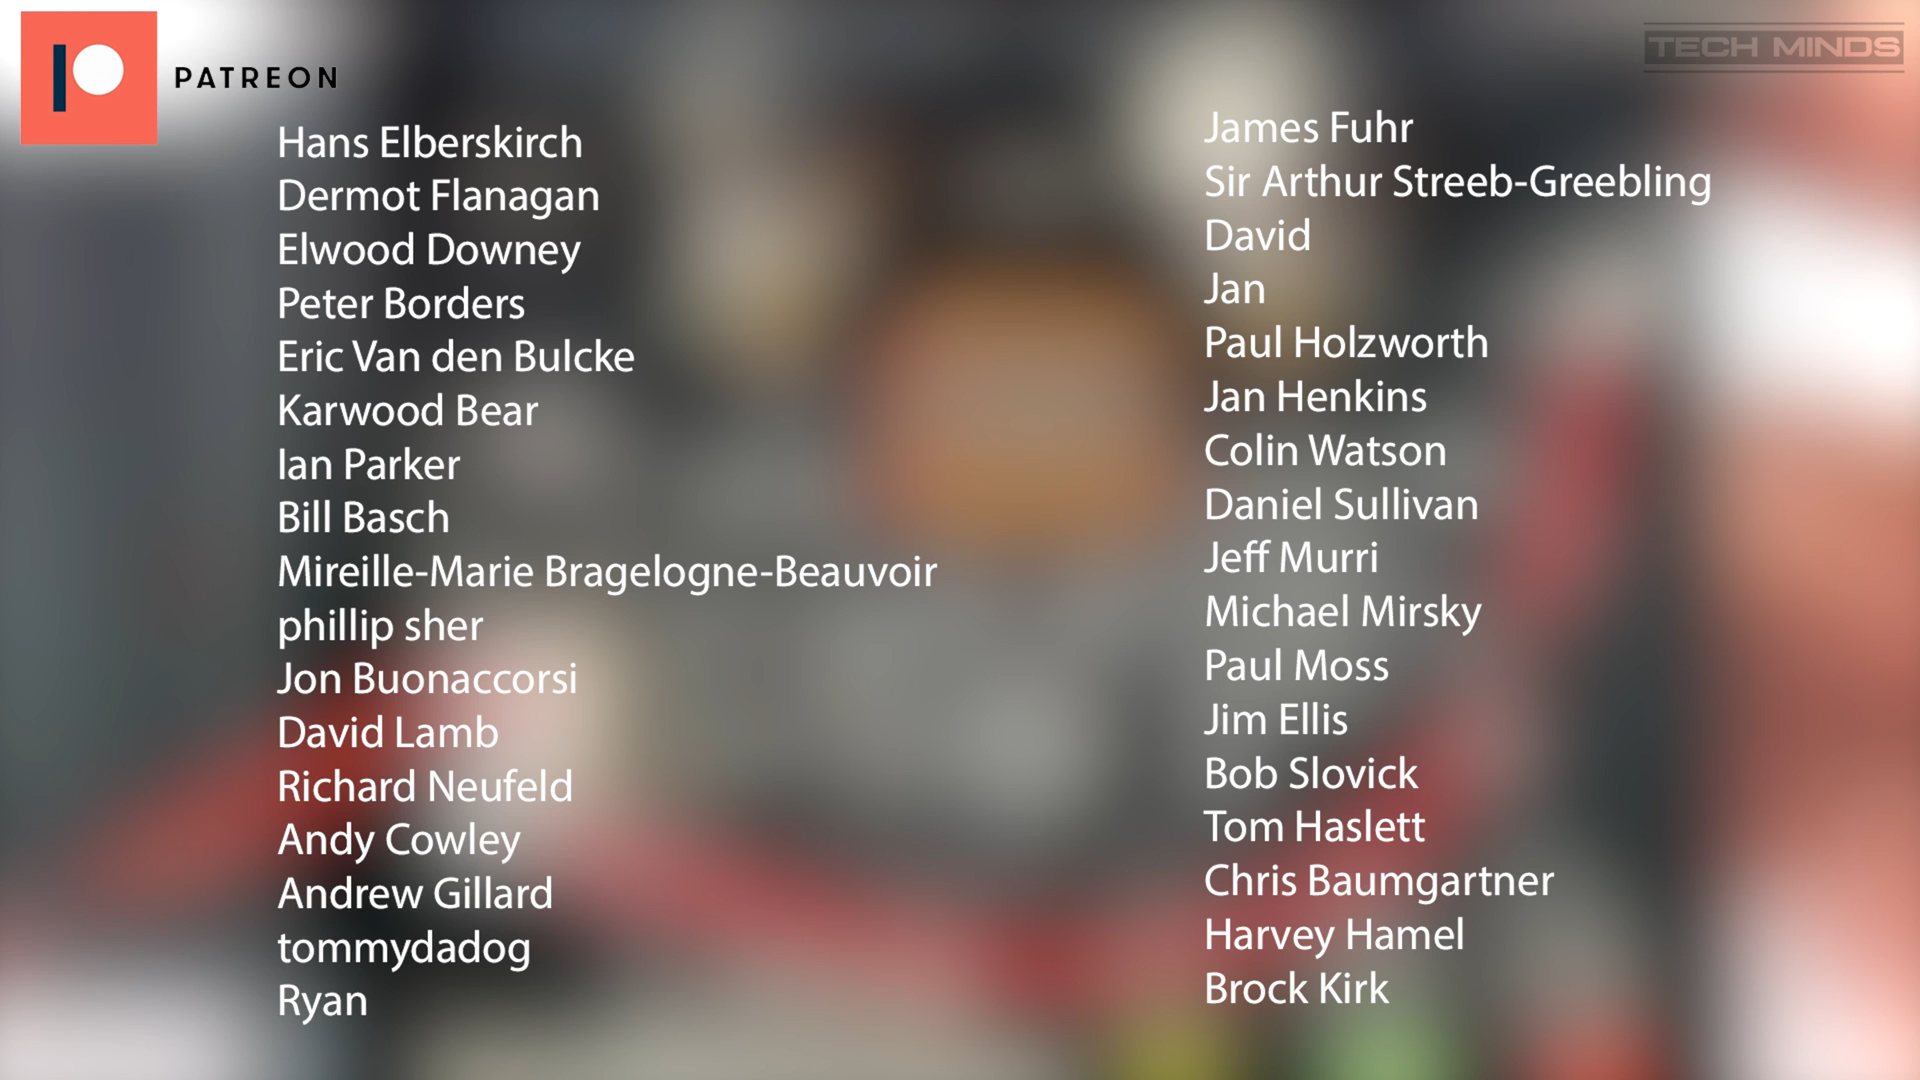 PATREON
TECH MINDS
Hans Elberskirch
Dermot Flanagan
Elwood Downey
Peter Borders
Eric Van den Bulcke
Karwood Bear
Ian Parker
Bill Basch
Mireille-Marie Bragelogne-Beauvoir
phillip sher
Jon Buonaccorsi
David Lamb
Richard Neufeld
Andy Cowley
Andrew Gillard
tommydadog
Ryan
James Fuhr
Sir Arthur Streeb-Greebling
David
Jan
Paul Holzworth
Jan Henkins
Colin Watson
Daniel Sullivan
Jeff Murri
Michael Mirsky
Paul Moss
Jim Ellis
Bob Slovick
Tom Haslett
Chris Baumgartner
Harvey Hamel
Brock Kirk